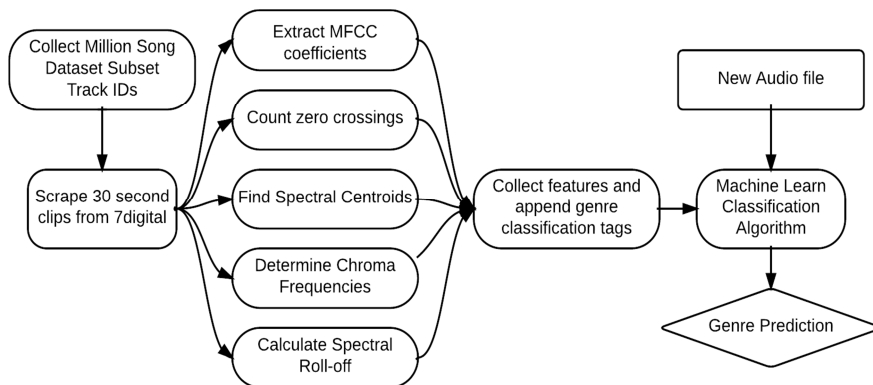 Collect Million Song
Dataset Subset
Track IDs
Scrape 30 second
clips from 7digital
Extract MFCC
coefficients
Count zero crossings
Find Spectral Centroids
Determine Chroma
Frequencies
Calculate Spectral
Roll-off
Collect features and
append genre
classification tags
New Audio file
Machine Learn
Classification
Algorithm
Genre Prediction